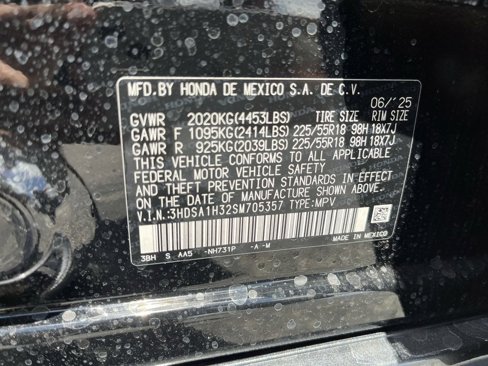 MFD.BY HONDA DE MEXICO S.A. DE C.V.
06/'25
GVWR 2020KG(4453LBS) TIRE SIZE RIM SIZE
GAWR F 1095KG(2414LBS) 225/55R18 98H 18X7J
GAWR R 925KG(2039LBS) 225/55R18 98H 18X7J
THIS VEHICLE CONFORMS TO ALL APPLICABLE
FEDERAL MOTOR VEHICLE SAFETY
AND THEFT PREVENTION STANDARDS IN EFFECT
ON THE DATE OF MANUFACTURE SHOWN ABOVE.
V.I.N.:3HDSA1H32SM705357 TYPE:MPV
3BH S AA5 -NH731P -A -M
MADE IN MEXICO